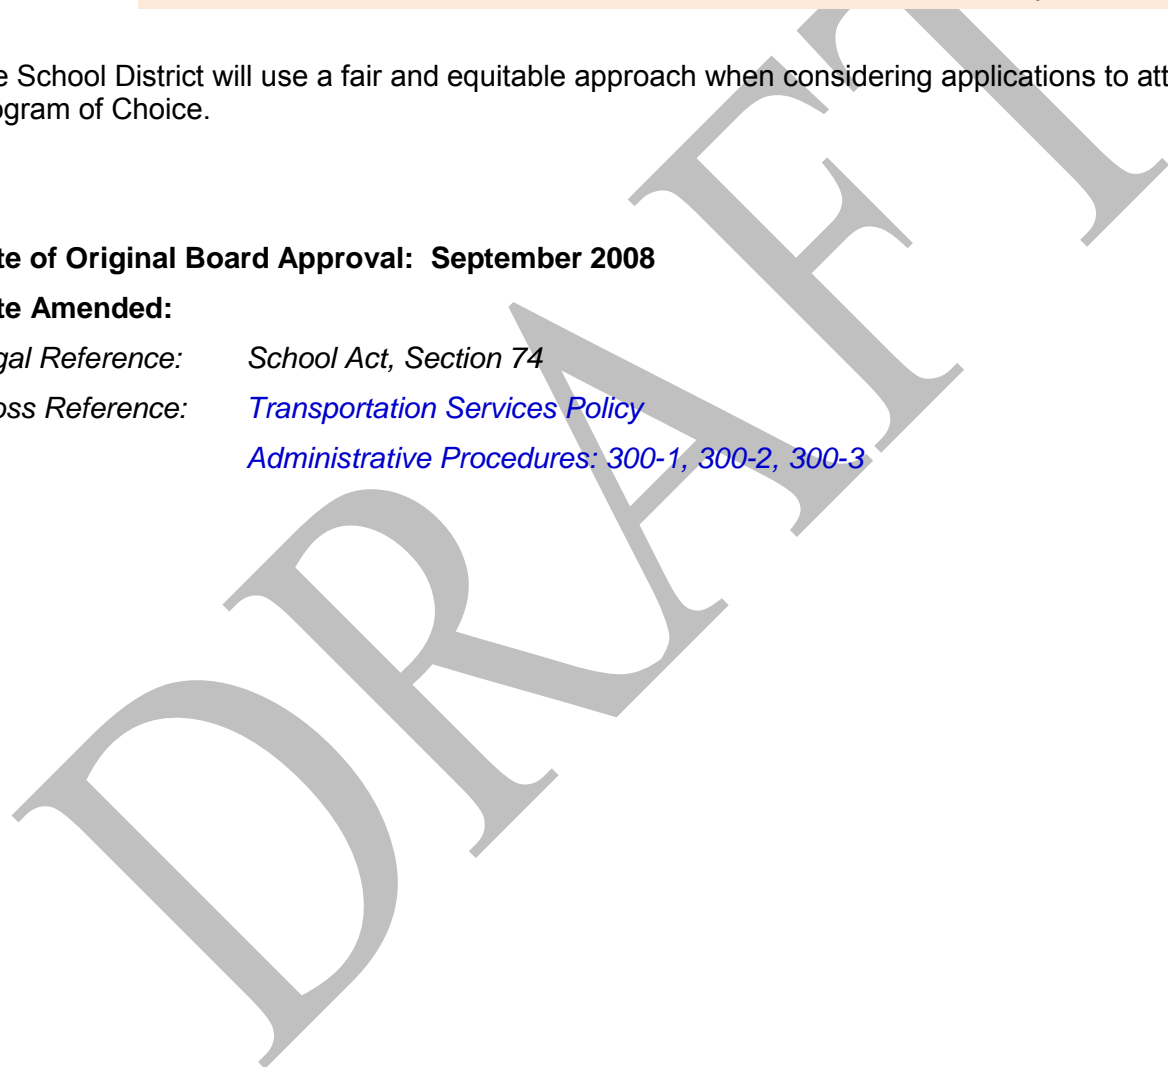 e School District will use a fair and equitable approach when considering applications to att
ogram of Choice.
te of Original Board Approval: September 2008
te Amended:
gal Reference: School Act, Section 74
oss Reference: Transportation Services Policy
Administrative Procedures: 300-1, 300-2, 300-3
DRAFT